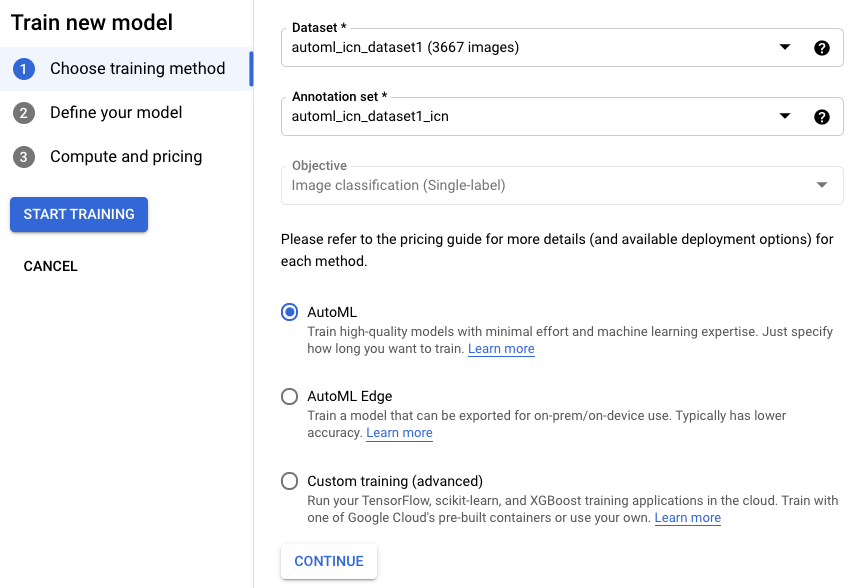 Train new model
1 Choose training method
2 Define your model
3 Compute and pricing
START TRAINING
CANCEL
Dataset *
automl_icn_dataset1 (3667 images)
?
Annotation set *
automl_icn_dataset1_icn
?
Objective
Image classification (Single-label)
Please refer to the pricing guide for more details (and available deployment options) for
each method.
AutoML
Train high-quality models with minimal effort and machine learning expertise. Just specify
how long you want to train. Learn more
AutoML Edge
Train a model that can be exported for on-prem/on-device use. Typically has lower
accuracy. Learn more
Custom training (advanced)
Run your TensorFlow, scikit-learn, and XGBoost training applications in the cloud. Train with
one of Google Cloud's pre-built containers or use your own. Learn more
CONTINUE